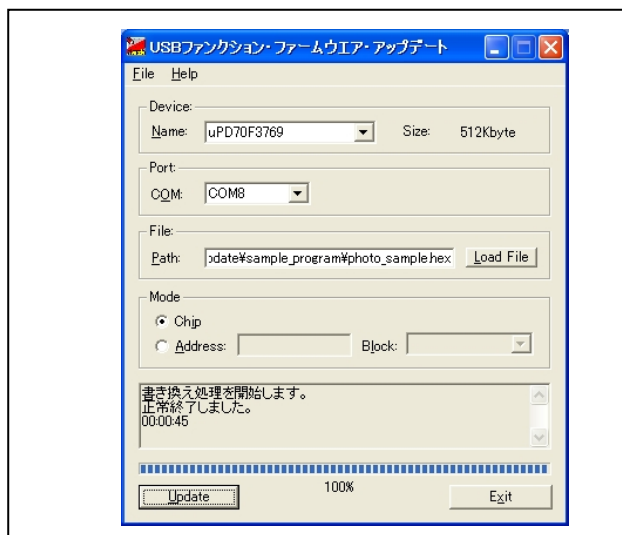 USBファンクション・ファームウエア・アップデート
File Help
Device:
Name: uPD70F3769 Size: 512Kbyte
Port:
COM: COM8
File:
Path: odate¥sample_program¥photo_sample.hex Load File
Mode
Chip
Address: Block:
書き換え処理を開始します。
正常終了しました。
00:00:45
100%
Update Exit